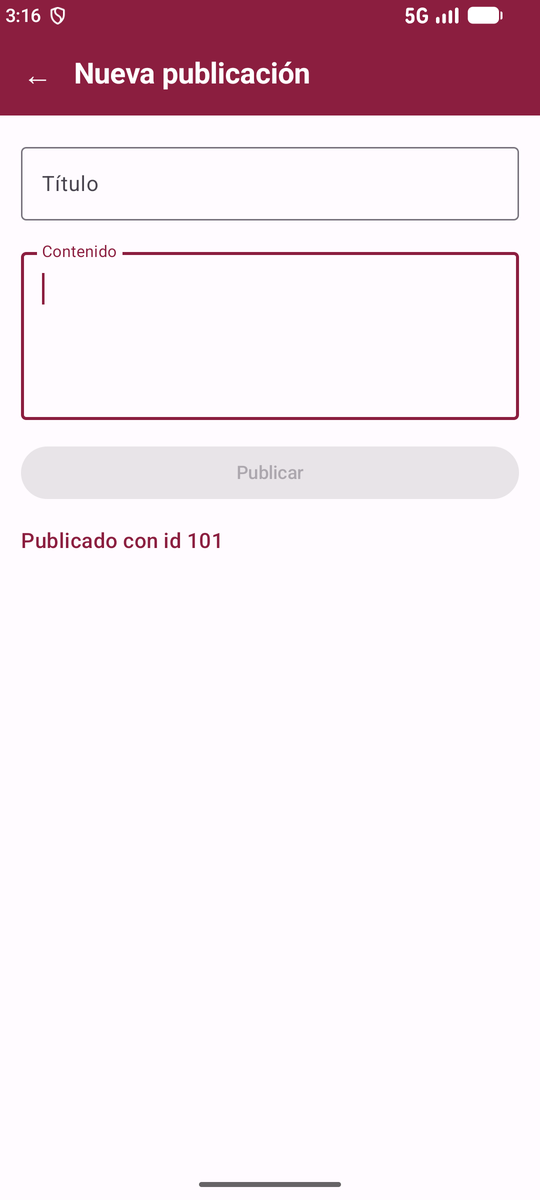 3:16 5G
← Nueva publicación
Título
Contenido
Publicar
Publicado con id 101